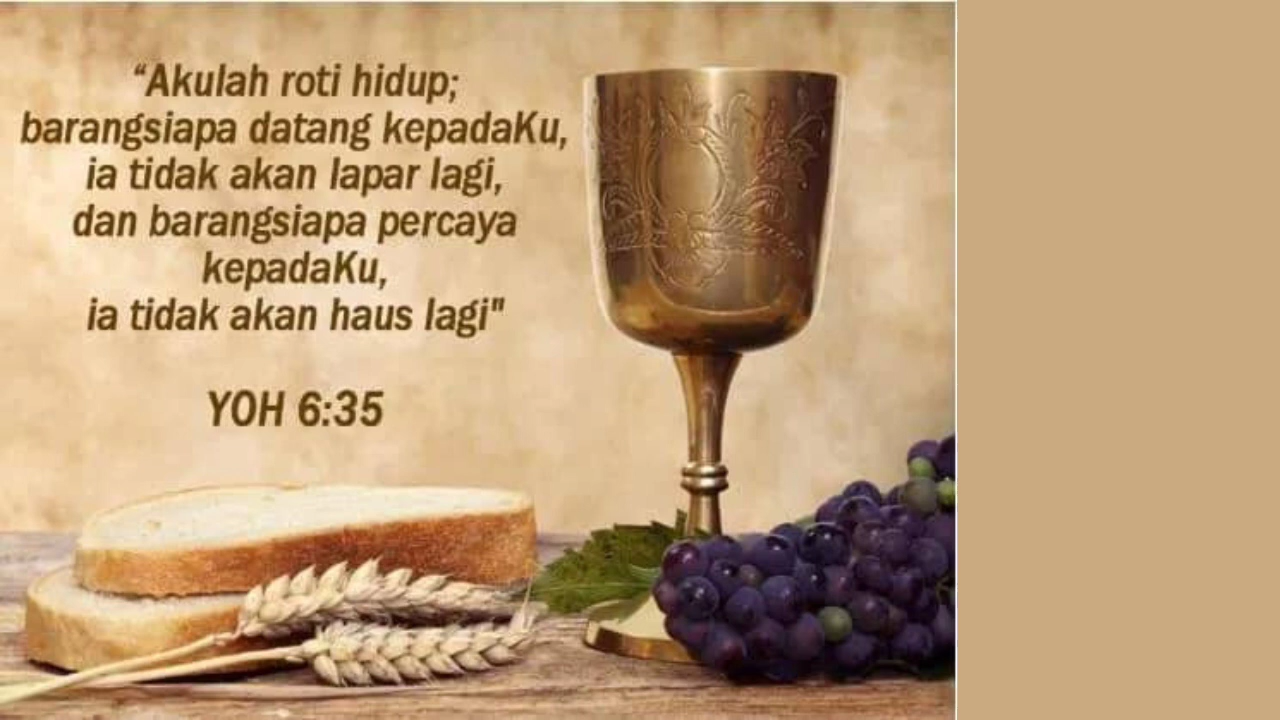 “Akulah roti hidup;
barangsiapa datang kepadaKu,
ia tidak akan lapar lagi,
dan barangsiapa percaya
kepadaKu,
ia tidak akan haus lagi"
YOH 6:35